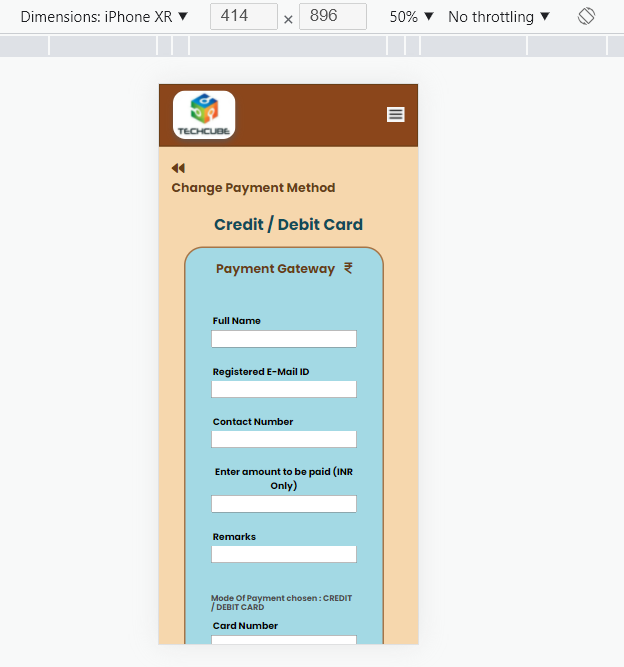 Dimensions: iPhone XR ▼ 414 × 896 50% ▼ No throttling ▼
TECHCUBE
Change Payment Method
Credit / Debit Card
Payment Gateway ₹
Full Name
Registered E-Mail ID
Contact Number
Enter amount to be paid (INR
Only)
Remarks
Mode Of Payment chosen : CREDIT
/ DEBIT CARD
Card Number